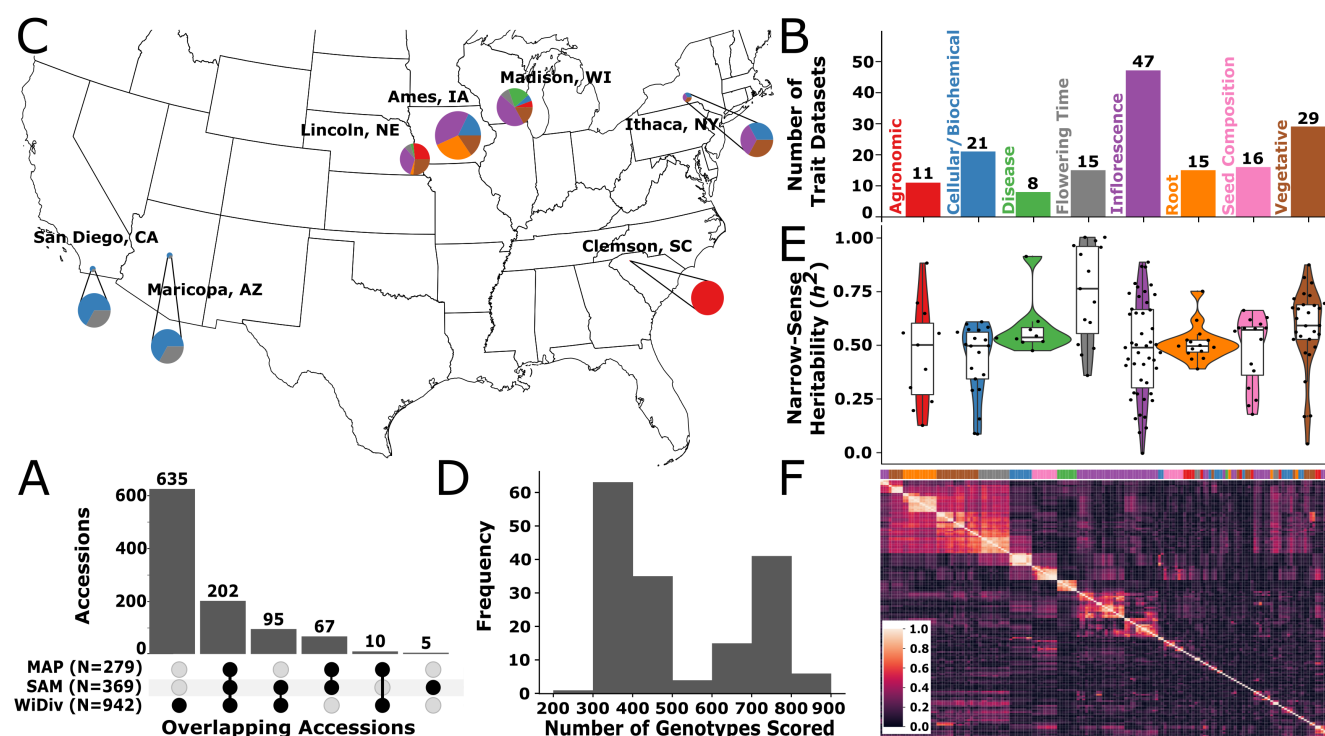 C
Madison, WI
Ames, IA
Lincoln, NE
Ithaca, NY
San Diego, CA
Maricopa, AZ
Clemson, SC
B
Number of
Trait Datasets
50
40
30
20
10
0
Agronomic
Cellular/Biochemical
Disease
Flowering Time
Inflorescence
Root
Seed Composition
Vegetative
11
21
8
15
47
15
16
29
E
Narrow-Sense
Heritability (h²)
1.00
0.75
0.50
0.25
0.0
A
Accessions
600
400
200
0
635
202
95
67
10
5
MAP (N=279)
SAM (N=369)
WiDiv (N=942)
Overlapping Accessions
D
Frequency
60
50
40
30
20
10
0
200 300 400 500 600 700 800 900
Number of Genotypes Scored
F
1.0
0.8
0.6
0.4
0.2
0.0